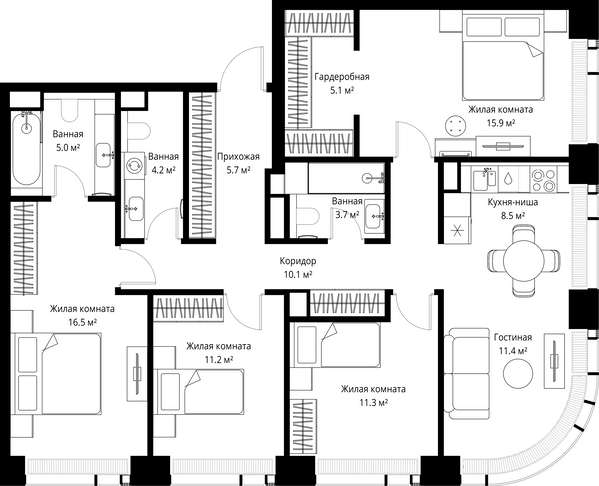 Гардеробная
5.1 м²
Жилая комната
15.9 м²
Ванная
5.0 м²
Ванная
4.2 м²
Прихожая
5.7 м²
Ванная
3.7 м²
Кухня-ниша
8.5 м²
Коридор
10.1 м²
Жилая комната
16.5 м²
Жилая комната
11.2 м²
Жилая комната
11.3 м²
Гостиная
11.4 м²